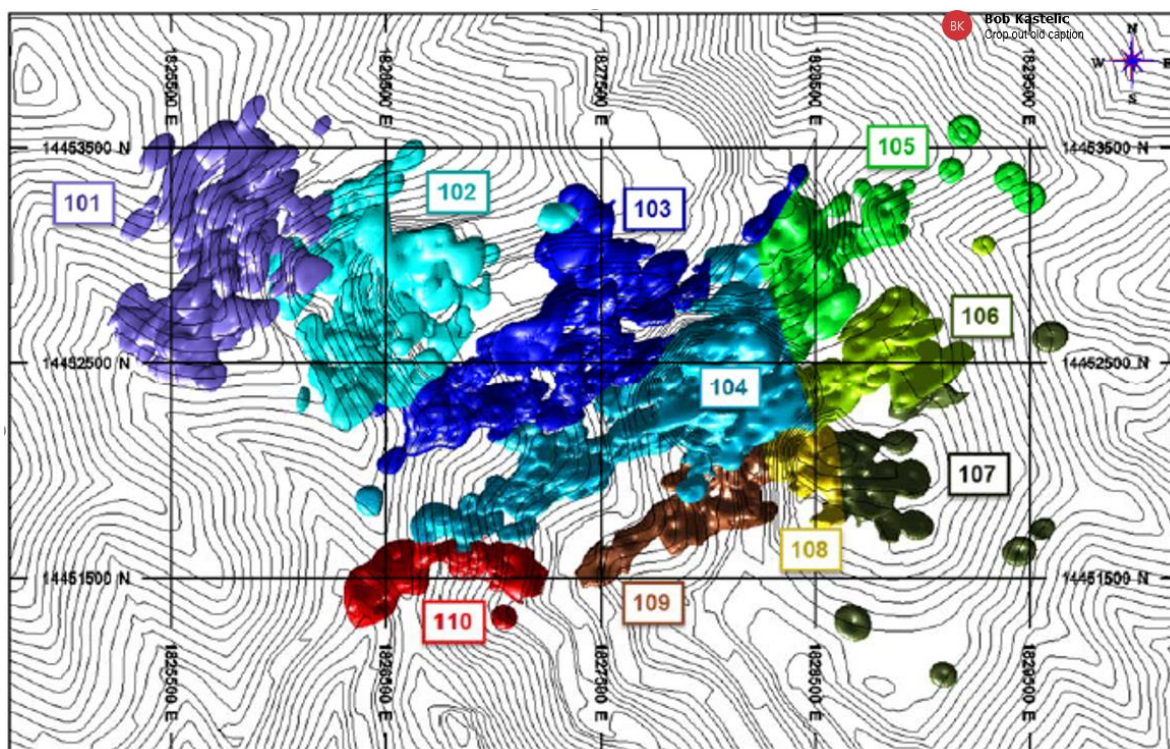 BK
Bob Kastelic
Crop out old caption
N
W E
S
1825500 E
1826500 E
1827500 E
1828500 E
1829500 E
14453500 N
14453500 N
101
102
103
105
14452500 N
14452500 N
104
106
107
108
14451500 N
14451500 N
109
110
1825500 E
1826500 E
1827500 E
1828500 E
1829500 E